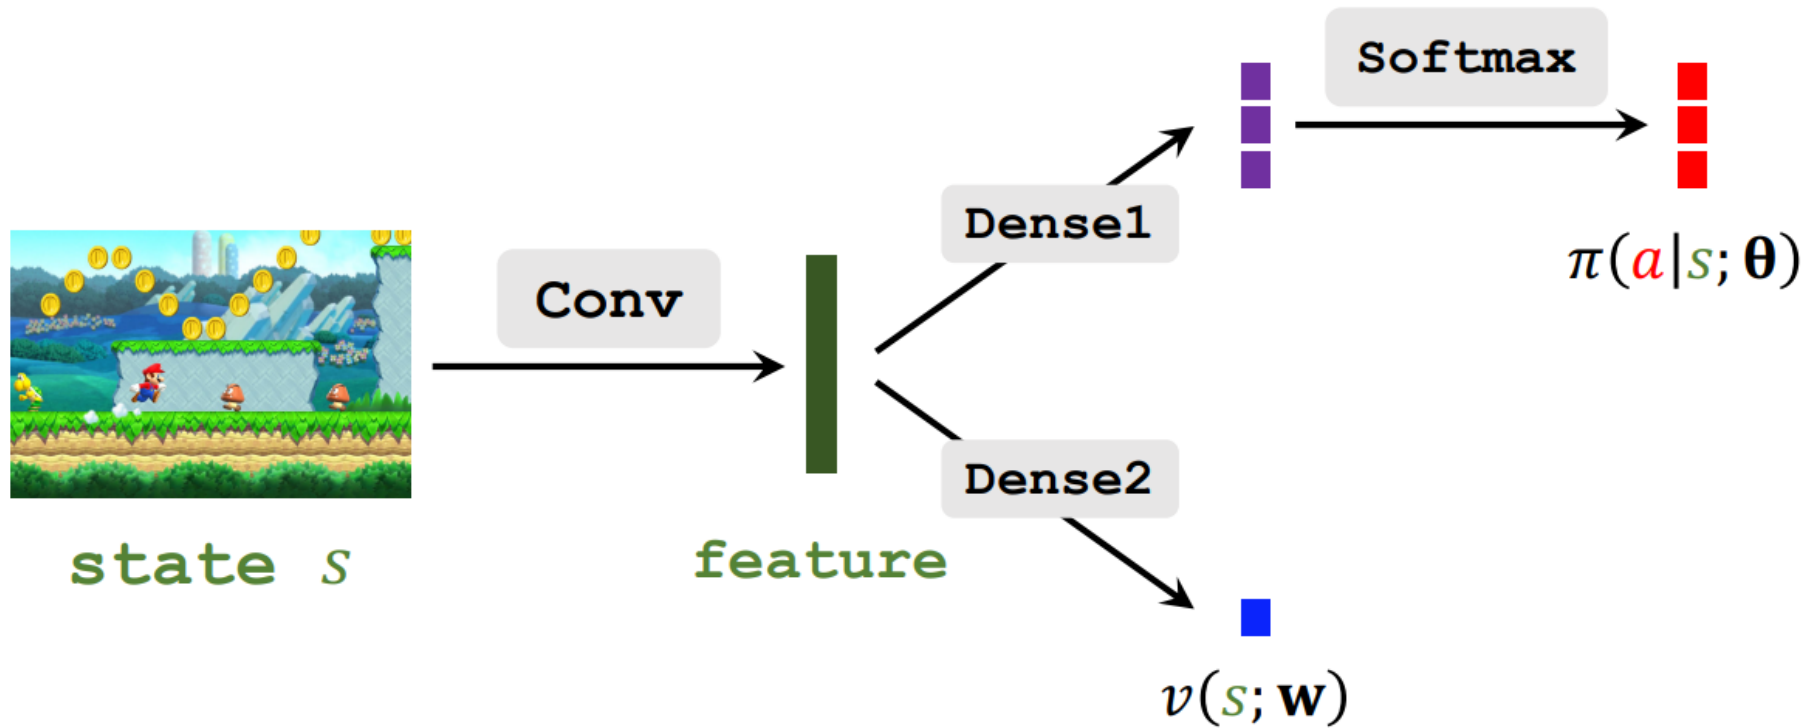 Softmax
Dense1
π(a|s; θ)
Conv
Dense2
state s
feature
v(s; w)